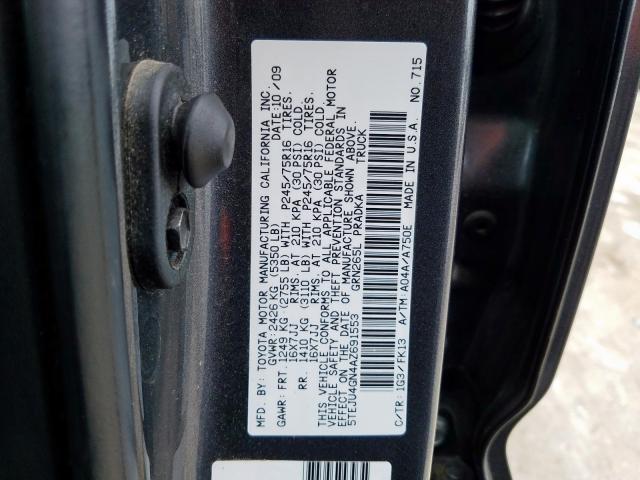 MFD. BY: TOYOTA MOTOR MANUFACTURING CALIFORNIA INC.
DATE: 10/09
GVWR: 2426 KG (5350 LB)
GAWR: FRT. 1249 KG (2755 LB) WITH P245/75R16 TIRES.
16X7JJ RIMS, AT 210 KPA (30 PSI) COLD.
RR. 1410 KG (3110 LB) WITH P245/75R16 TIRES.
16X7JJ RIMS, AT 210 KPA (30 PSI) COLD.
THIS VEHICLE CONFORMS TO ALL APPLICABLE FEDERAL MOTOR
VEHICLE SAFETY AND THEFT PREVENTION STANDARDS IN
EFFECT ON THE DATE OF MANUFACTURE SHOWN ABOVE.
5TEJU4GN4AZ691553 TRUCK
GRN265L PRADKA
C/TR: 1G3/FK13 A/TM: A04A/A750E MADE IN U.S.A. NO. 715